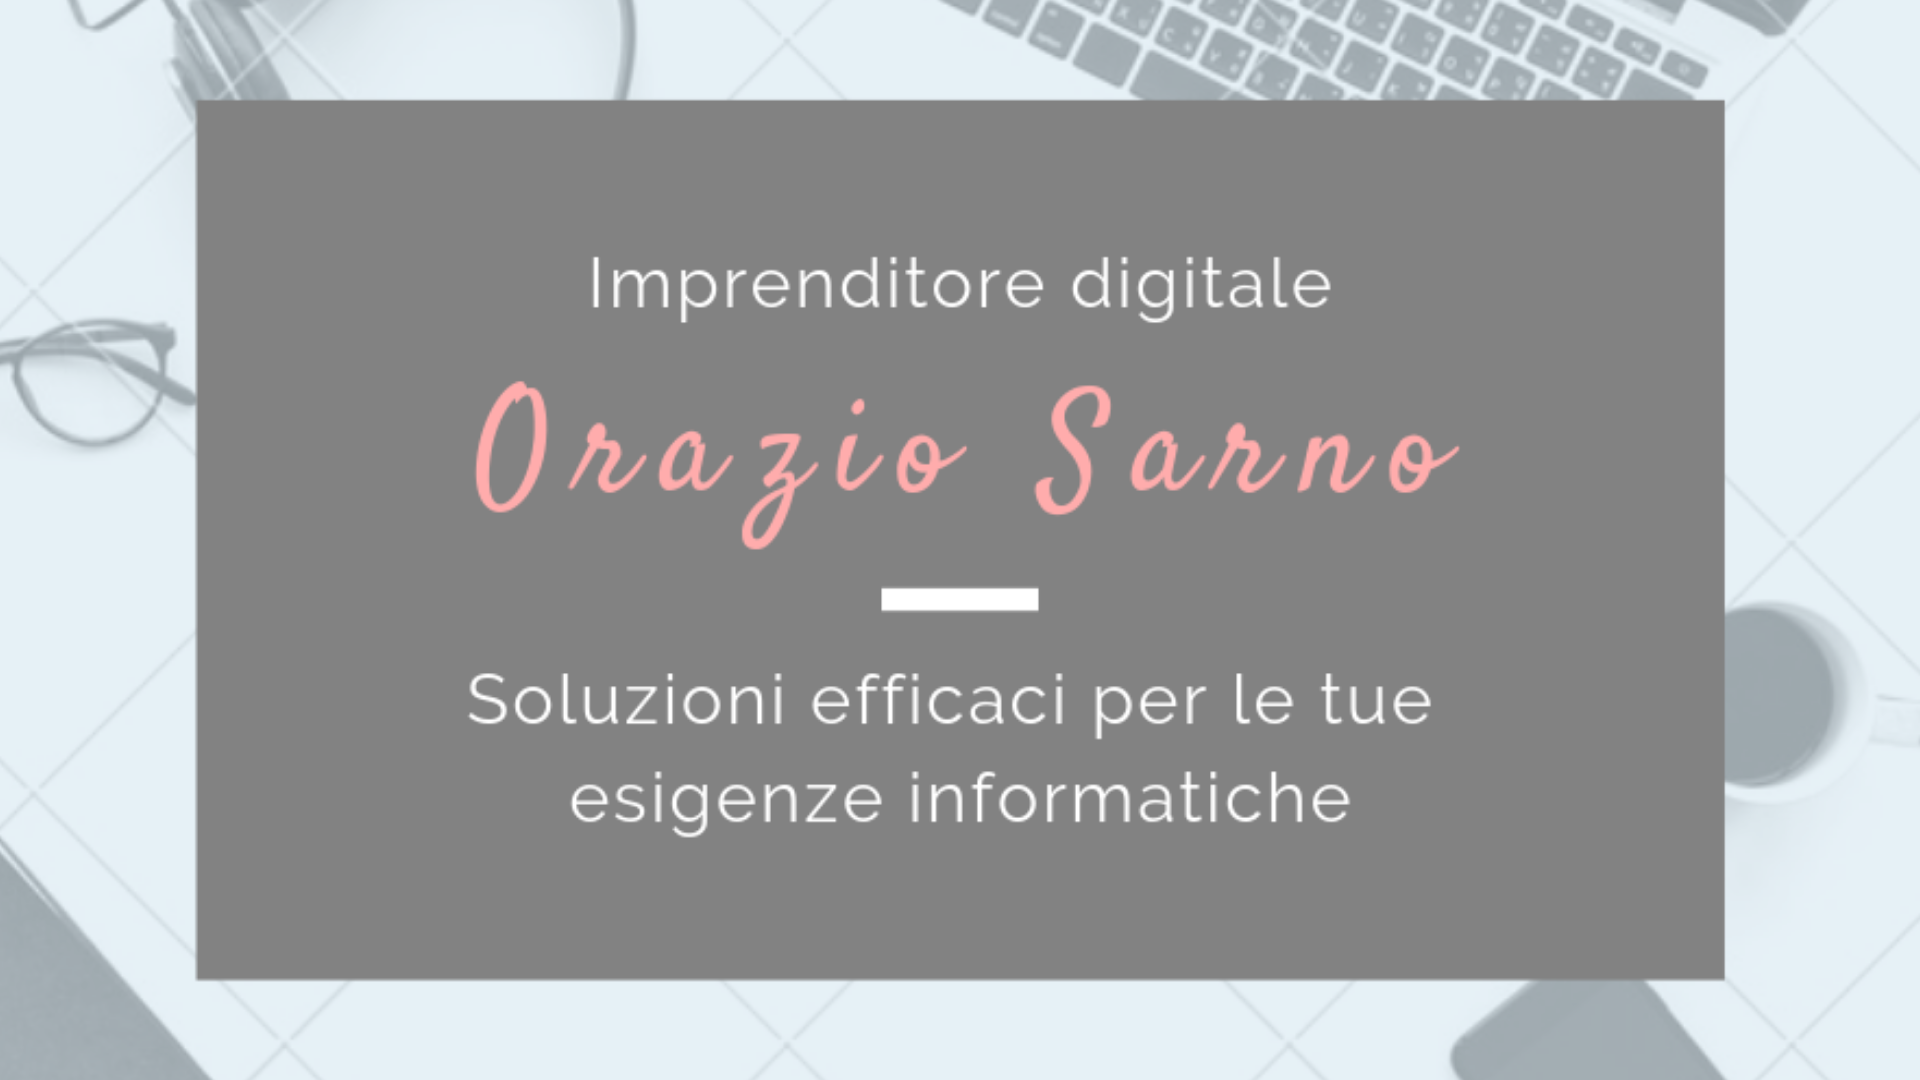 Imprenditore digitale
Orazio Sarno
Soluzioni efficaci per le tue
esigenze informatiche